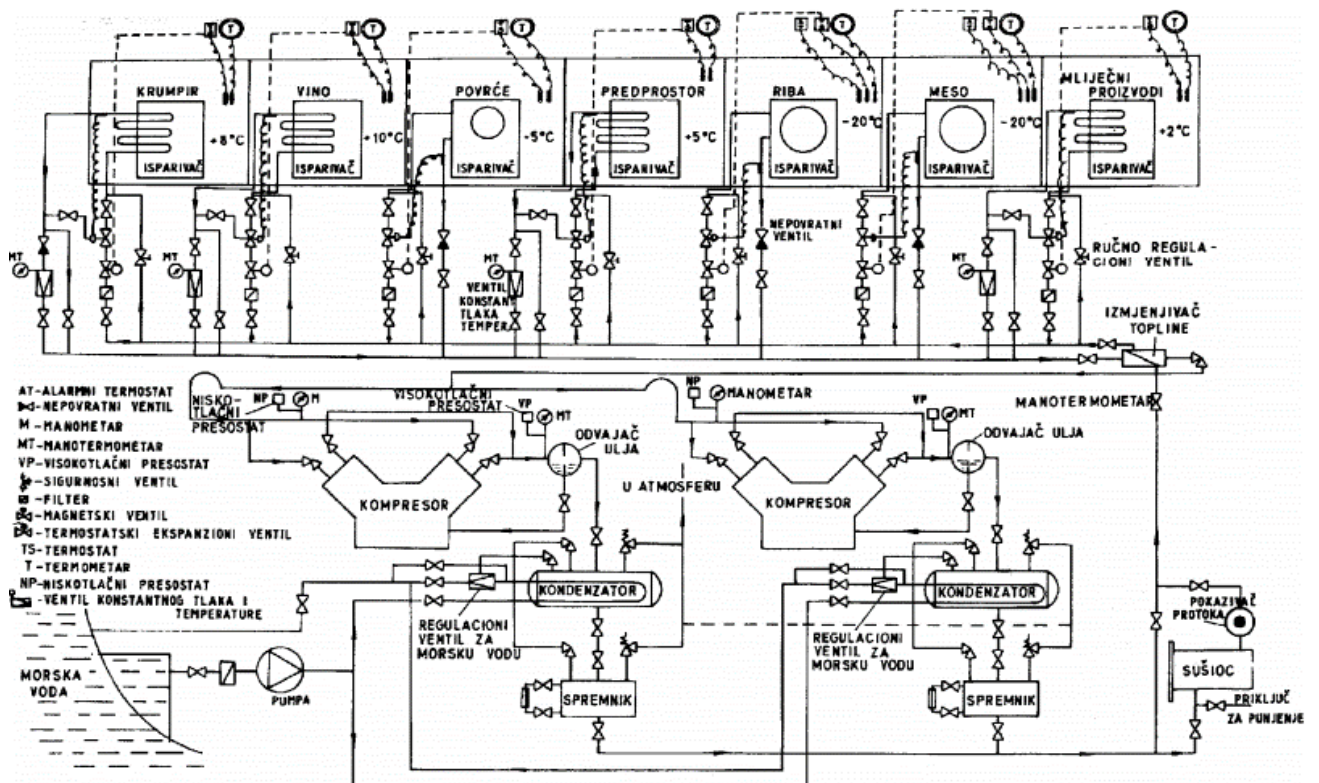 KRUMPIR
+8°C
ISPARIVAČ
VINO
+10°C
ISPARIVAČ
POVRĆE
-5°C
ISPARIVAČ
PREDPROSTOR
+5°C
ISPARIVAČ
RIBA
-20°C
ISPARIVAČ
MESO
-20°C
ISPARIVAČ
MLIJEČNI
PROIZVODI
+2°C
ISPARIVAČ
T
T
T
T
T
T
T
MT
MT
MT
MT
VENTIL
KONSTANT
TLAKA
TEMPER
NEPOVRATNI
VENTIL
RUČNO REGULA-
CIONI VENTIL
IZMJENJIVAČ
TOPLINE
AT-ALARMNI TERMOSTAT
-NEPOVRATNI VENTIL
M - MANOMETAR
MT-MANOTERMOMETAR
VP-VISOKOTLAČNI PRESOSTAT
-SIGURNOSNI VENTIL
-FILTER
-MAGNETSKI VENTIL
-TERMOSTATSKI EKSPANZIONI VENTIL
TS-TERMOSTAT
T-TERMOMETAR
NP-NISKOTLAČNI PRESOSTAT
-VENTIL KONSTANTNOG TLAKA I
TEMPERATURE
NISKO-
TLAČNI
PRESOSTAT
NP
M
VISOKOTLAČNI
PRESOSTAT
VP
MT
ODVAJAČ
ULJA
KOMPRESOR
NP
MANOMETAR
VP
MT
ODVAJAČ ULJA
KOMPRESOR
MANOTERMOMETAR
U ATMOSFERU
KONDENZATOR
REGULACIONI
VENTIL ZA
MORSKU VODU
SPREMNIK
KONDENZATOR
REGULACIONI
VENTIL ZA
MORSKU VODU
SPREMNIK
POKAZIVAČ
PROTOKA
SUŠIOC
PRIKLJUČ
ZA PUNJENJE
MORSKA
VODA
PUMPA